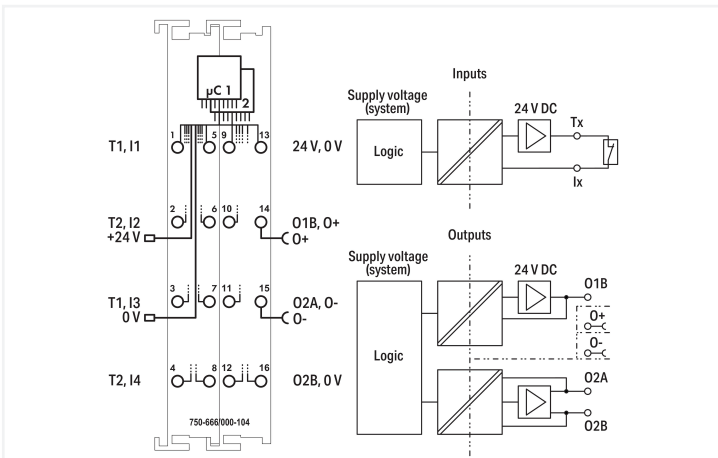 µC 1
2
T1, I1
1
5
9
13
24 V, 0 V
T2, I2
2
6
10
14
O1B, O+
+24 V
O+
T1, I3
3
7
11
15
O2A, O-
0 V
O-
T2, I4
4
8
12
16
O2B, 0 V
750-666/000-104
Inputs
Supply voltage
(system)
24 V DC
Logic
Tx
Ix
Outputs
Supply voltage
(system)
24 V DC
Logic
O1B
O+
O-
O2A
O2B